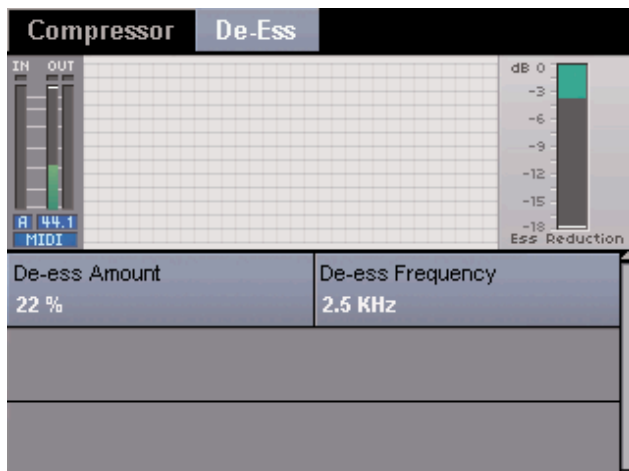 Compressor De-Ess
IN OUT
dB 0
-3
-6
-9
-12
-15
-18
Ess Reduction
A 44.1
MIDI
De-ess Amount De-ess Frequency
22 % 2.5 KHz